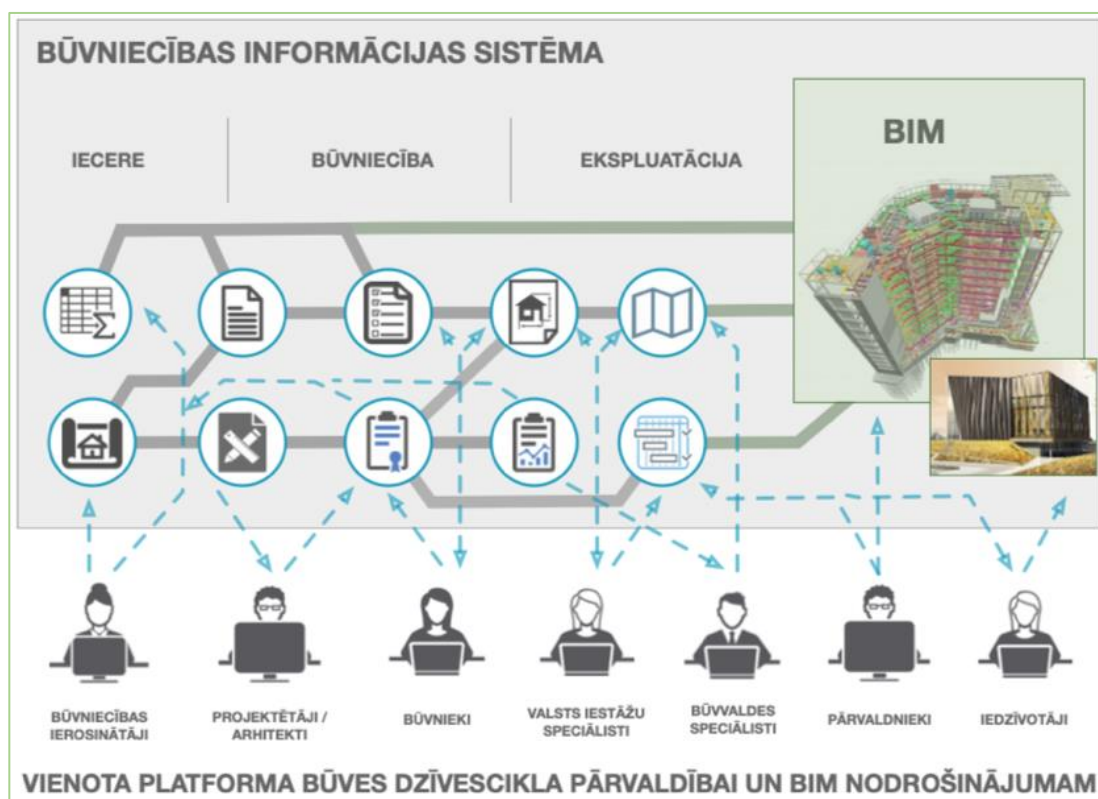 BŪVNIECĪBAS INFORMĀCIJAS SISTĒMA
IECERE
BŪVNIECĪBA
EKSPLUATĀCIJA
BIM
BŪVNIECĪBAS
IEROSINĀTĀJI
PROJEKTĒTĀJI /
ARHITEKTI
BŪVNIEKI
VALSTS IESTĀŽU
SPECIĀLISTI
BŪVVALDES
SPECIĀLISTI
PĀRVALDNIEKI
IEDZĪVOTĀJI
VIENOTA PLATFORMA BŪVES DZĪVESCIKLA PĀRVALDĪBAI UN BIM NODROŠINĀJUMAM